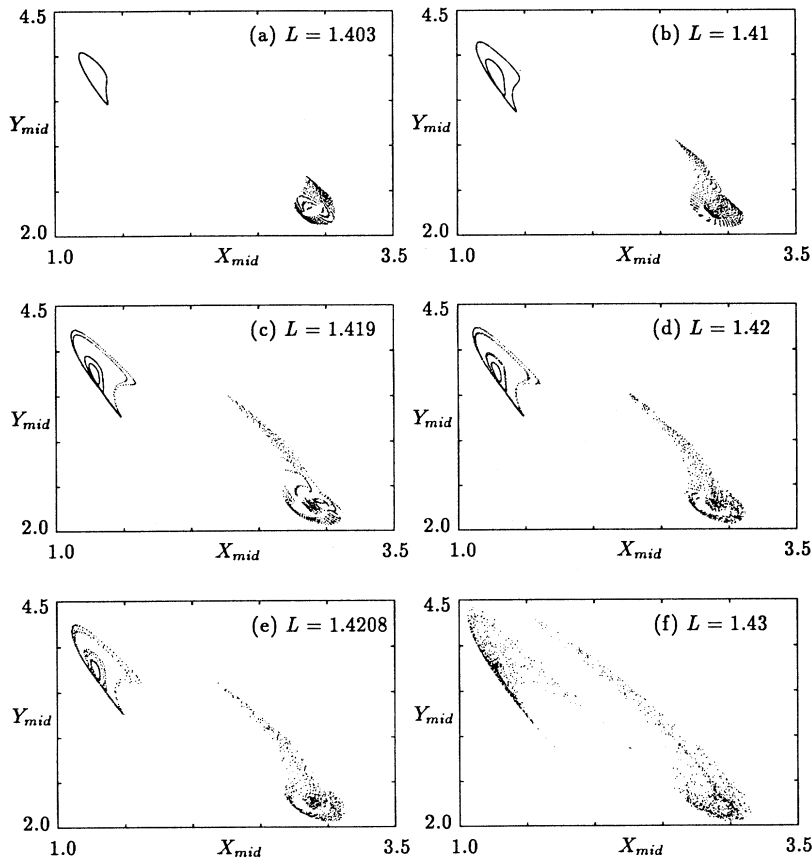 4.5
(a) L = 1.403
Y_mid
2.0
1.0
X_mid
3.5
4.5
(b) L = 1.41
Y_mid
2.0
1.0
X_mid
3.5
4.5
(c) L = 1.419
Y_mid
2.0
1.0
X_mid
3.5
4.5
(d) L = 1.42
Y_mid
2.0
1.0
X_mid
3.5
4.5
(e) L = 1.4208
Y_mid
2.0
1.0
X_mid
3.5
4.5
(f) L = 1.43
Y_mid
2.0
1.0
X_mid
3.5